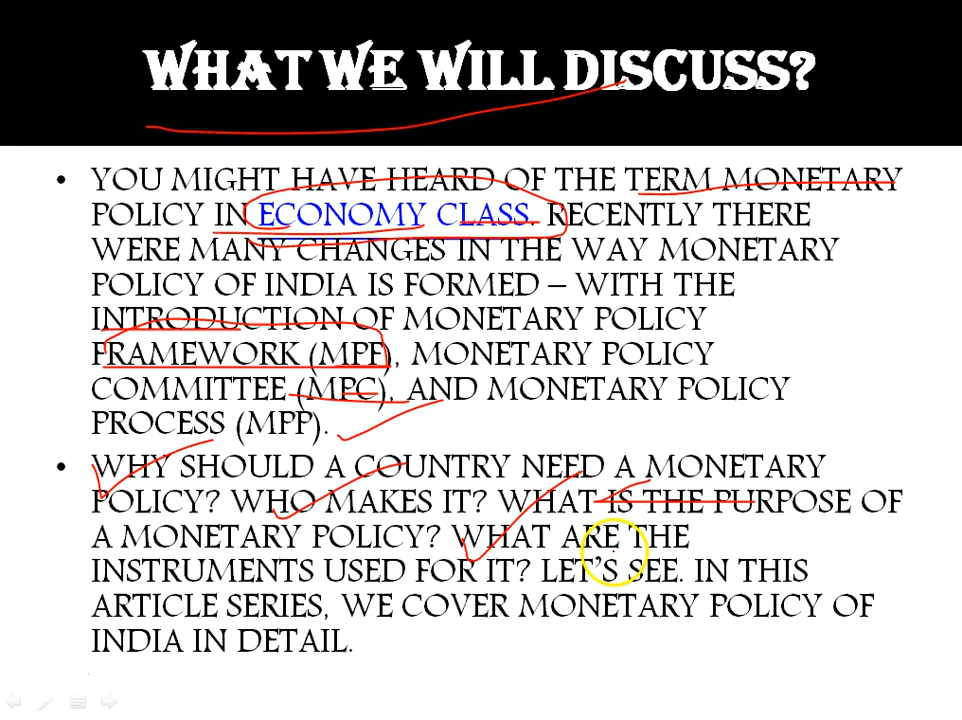 WHAT WE WILL DISCUSS?
• YOU MIGHT HAVE HEARD OF THE TERM MONETARY
POLICY IN ECONOMY CLASS. RECENTLY THERE
WERE MANY CHANGES IN THE WAY MONETARY
POLICY OF INDIA IS FORMED – WITH THE
INTRODUCTION OF MONETARY POLICY
FRAMEWORK (MPF), MONETARY POLICY
COMMITTEE (MPC), AND MONETARY POLICY
PROCESS (MPP).
• WHY SHOULD A COUNTRY NEED A MONETARY
POLICY? WHO MAKES IT? WHAT IS THE PURPOSE OF
A MONETARY POLICY? WHAT ARE THE
INSTRUMENTS USED FOR IT? LET’S SEE. IN THIS
ARTICLE SERIES, WE COVER MONETARY POLICY OF
INDIA IN DETAIL.